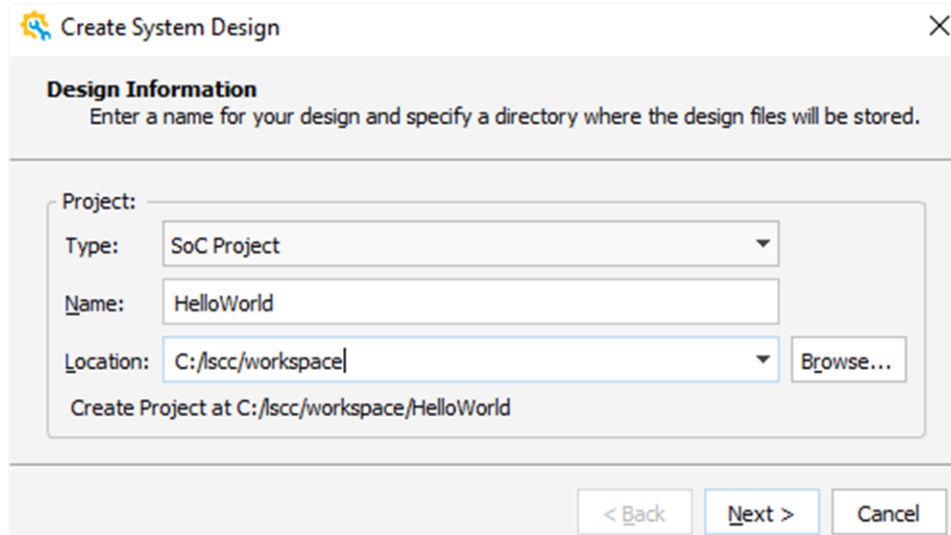 Create System Design
Design Information
Enter a name for your design and specify a directory where the design files will be stored.
Project:
Type: SoC Project
Name: HelloWorld
Location: C:/lscc/workspace Browse...
Create Project at C:/lscc/workspace/HelloWorld
< Back Next > Cancel